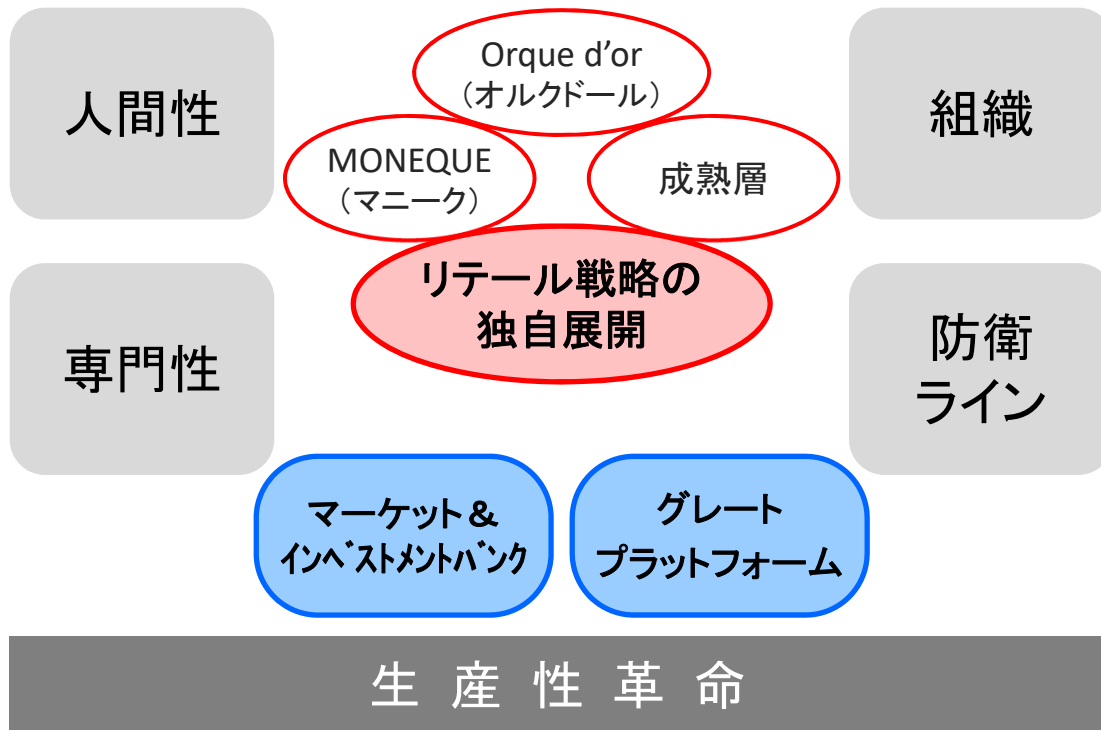 人間性
Orque d’or
（オルクドール）
組織
MONEQUE
（マニーク）
成熟層
リテール戦略の
独自展開
専門性
防衛
ライン
マーケット＆
ｲﾝﾍﾞｽﾄﾒﾝﾄﾊﾞﾝｸ
グレート
プラットフォーム
生産性革命